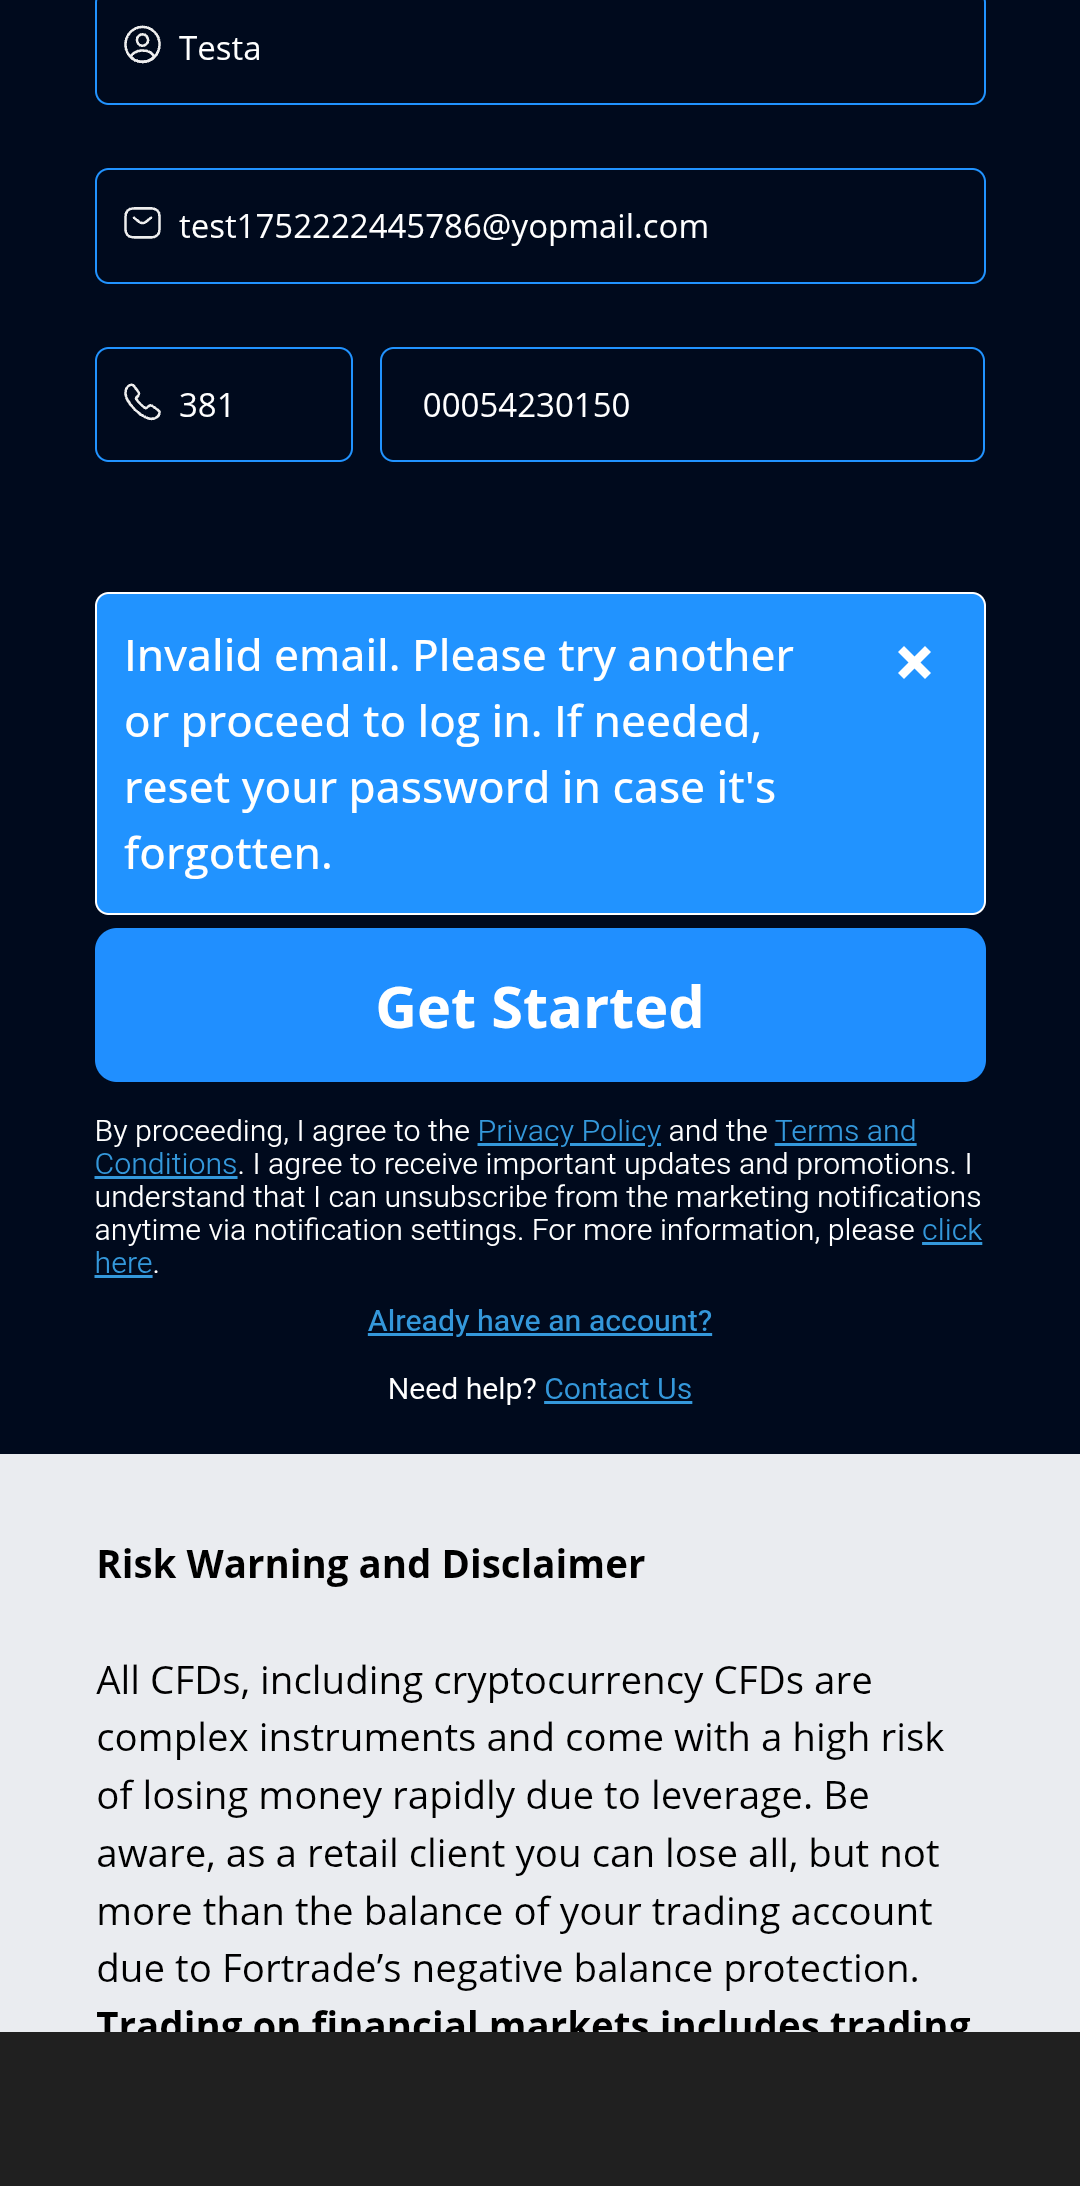 Testa
test1752222445786@yopmail.com
381
00054230150
Invalid email. Please try another
or proceed to log in. If needed,
reset your password in case it's
forgotten.
Get Started
By proceeding, I agree to the Privacy Policy and the Terms and
Conditions. I agree to receive important updates and promotions. I
understand that I can unsubscribe from the marketing notifications
anytime via notification settings. For more information, please click
here.
Already have an account?
Need help? Contact Us
Risk Warning and Disclaimer
All CFDs, including cryptocurrency CFDs are
complex instruments and come with a high risk
of losing money rapidly due to leverage. Be
aware, as a retail client you can lose all, but not
more than the balance of your trading account
due to Fortrade’s negative balance protection.
Trading on financial markets includes trading